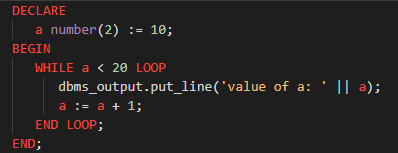 DECLARE
   a number(2) := 10;
BEGIN
   WHILE a < 20 LOOP
      dbms_output.put_line('value of a: ' || a);
      a := a + 1;
   END LOOP;
END;